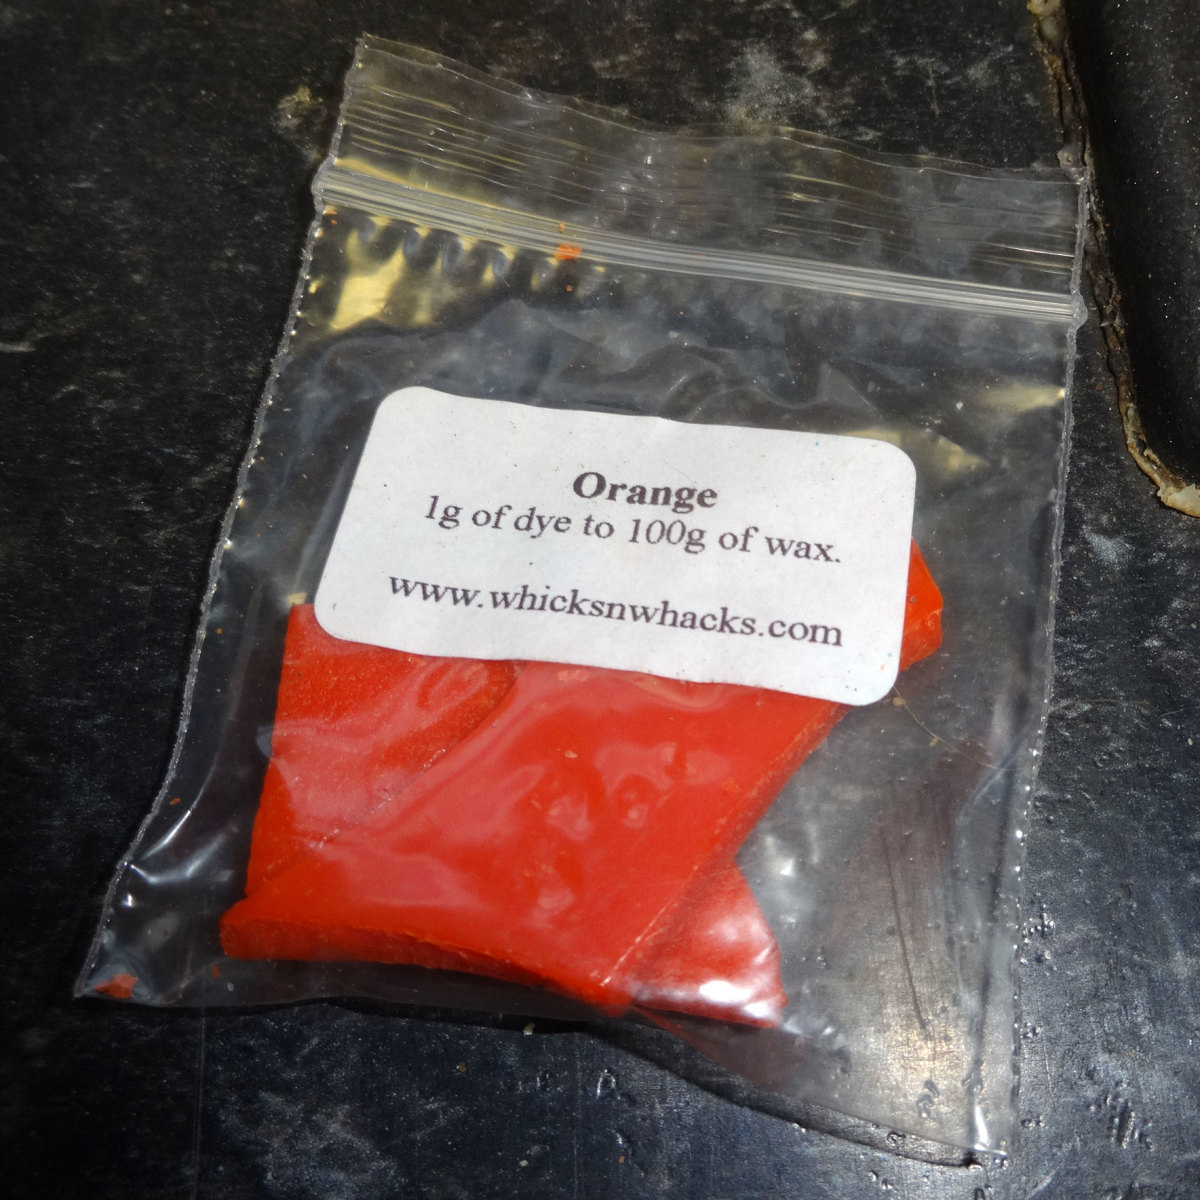 Orange
1g of dye to 100g of wax.
www.whicksnwhacks.com